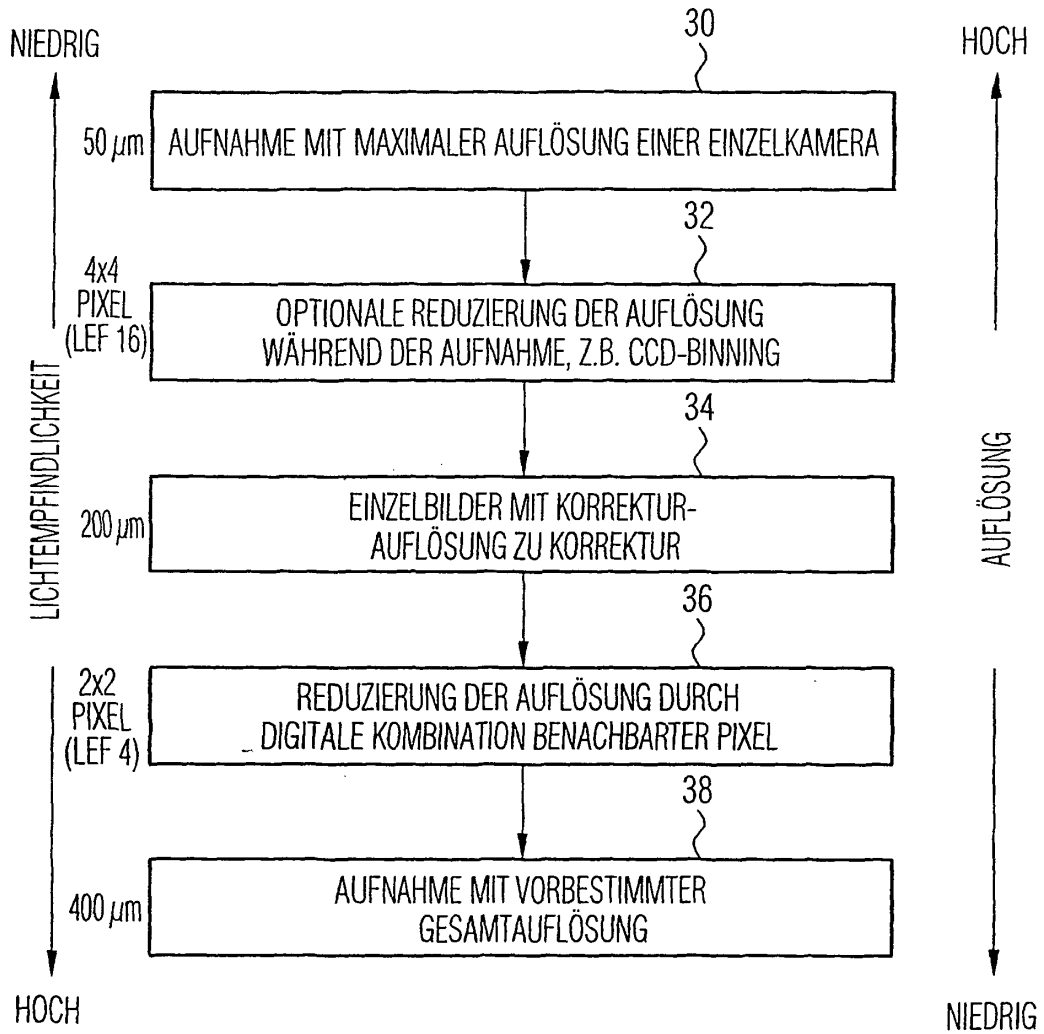 30
NIEDRIG
HOCH
50 µm
AUFNAHME MIT MAXIMALER AUFLÖSUNG EINER EINZELKAMERA
32
4x4
PIXEL
(LEF 16)
OPTIONALE REDUZIERUNG DER AUFLÖSUNG
WÄHREND DER AUFNAHME, Z.B. CCD-BINNING
34
LICHTEMPFINDLICHKEIT
AUFLÖSUNG
200 µm
EINZELBILDER MIT KORREKTUR-
AUFLÖSUNG ZU KORREKTUR
36
2x2
PIXEL
(LEF 4)
REDUZIERUNG DER AUFLÖSUNG DURCH
DIGITALE KOMBINATION BENACHBARTER PIXEL
38
400 µm
AUFNAHME MIT VORBESTIMMTER
GESAMTAUFLÖSUNG
HOCH
NIEDRIG